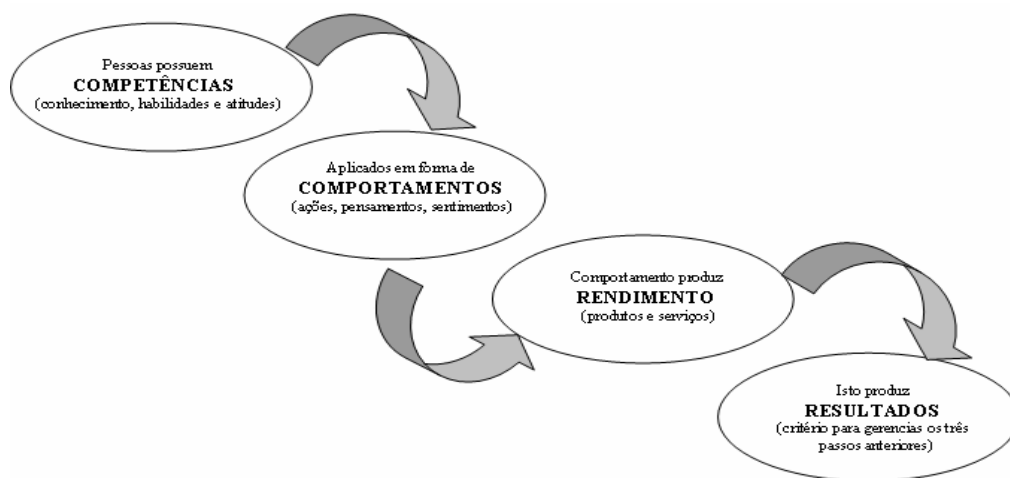 Pessoas possuem
COMPETÊNCIAS
(conhecimento, habilidades e atitudes)
Aplicados em forma de
COMPORTAMENTOS
(ações, pensamentos, sentimentos)
Comportamento produz
RENDIMENTO
(produtos e serviços)
Isto produz
RESULTADOS
(critério para gerencias os três
passos anteriores)